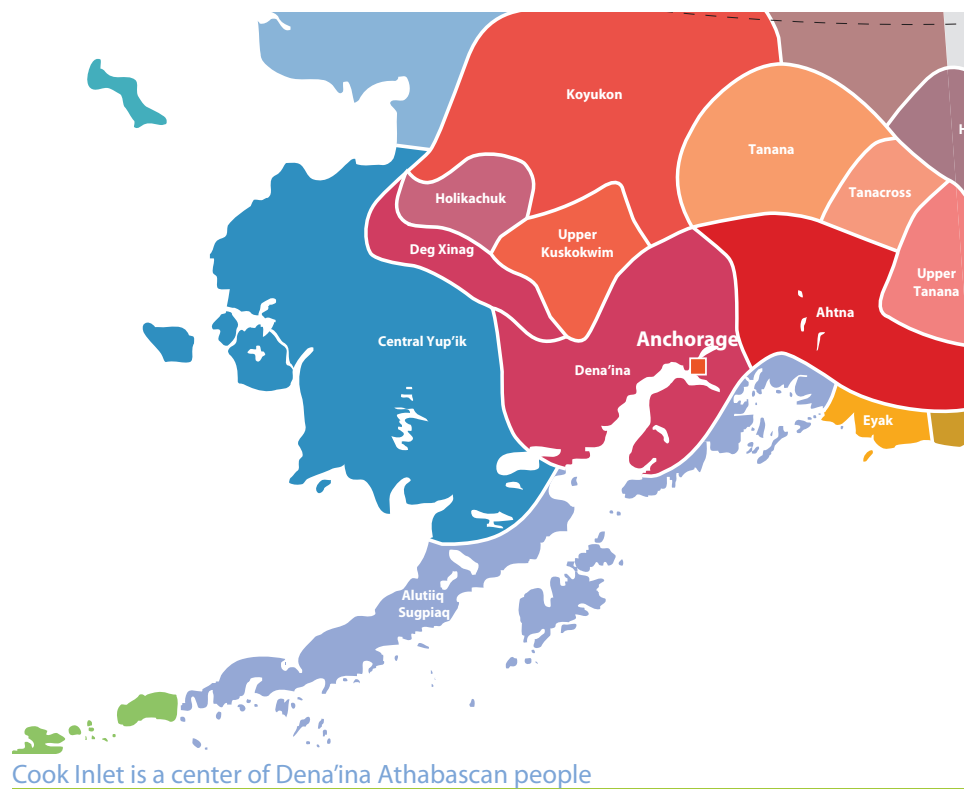 Koyukon
Tanana
Tanacross
Holikachuk
Upper
Kuskokwim
Deg Xinag
Upper
Tanana
Ahtna
Central Yup’ik
Anchorage
Dena’ina
Eyak
Alutiiq
Sugpiaq
Cook Inlet is a center of Dena’ina Athabascan people